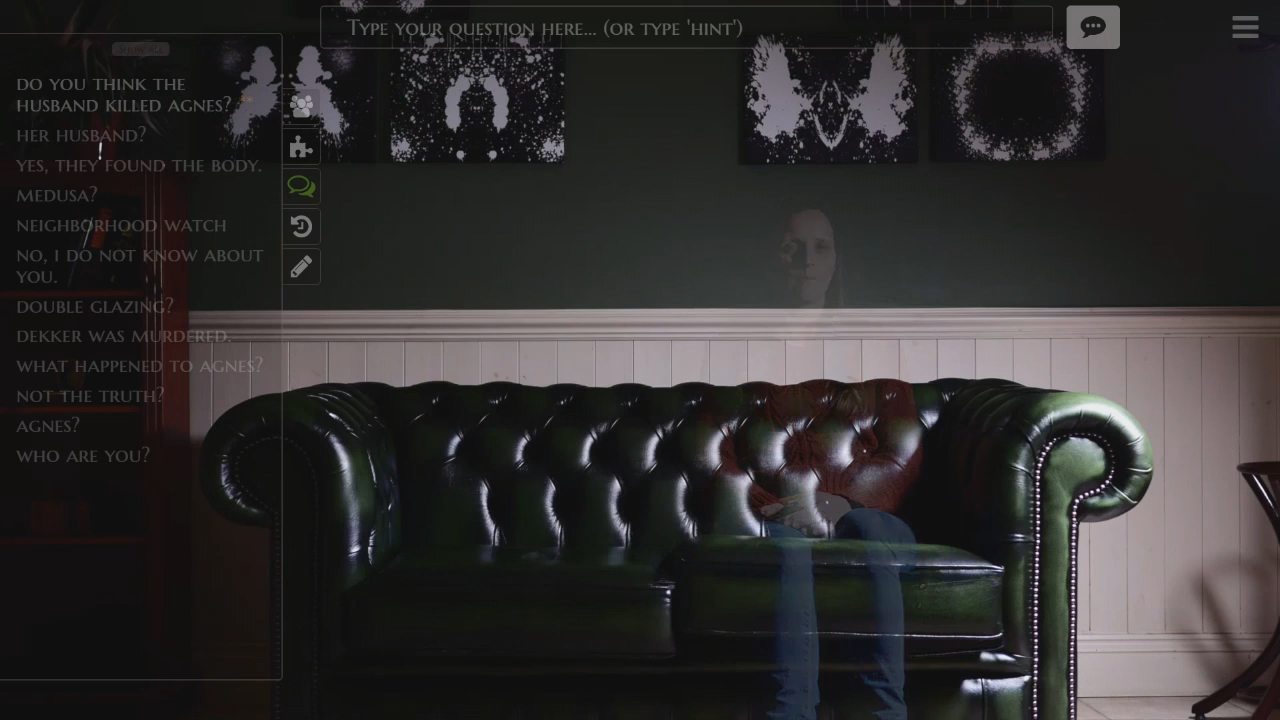 Type your question here... (or type 'hint')
Show all
Do you think the
husband killed Agnes?
Her husband?
Yes, they found the body.
Medusa?
Neighborhood watch
No, I do not know about
you.
Double glazing?
Dekker was murdered.
What happened to Agnes?
Not the truth?
Agnes?
Who are you?